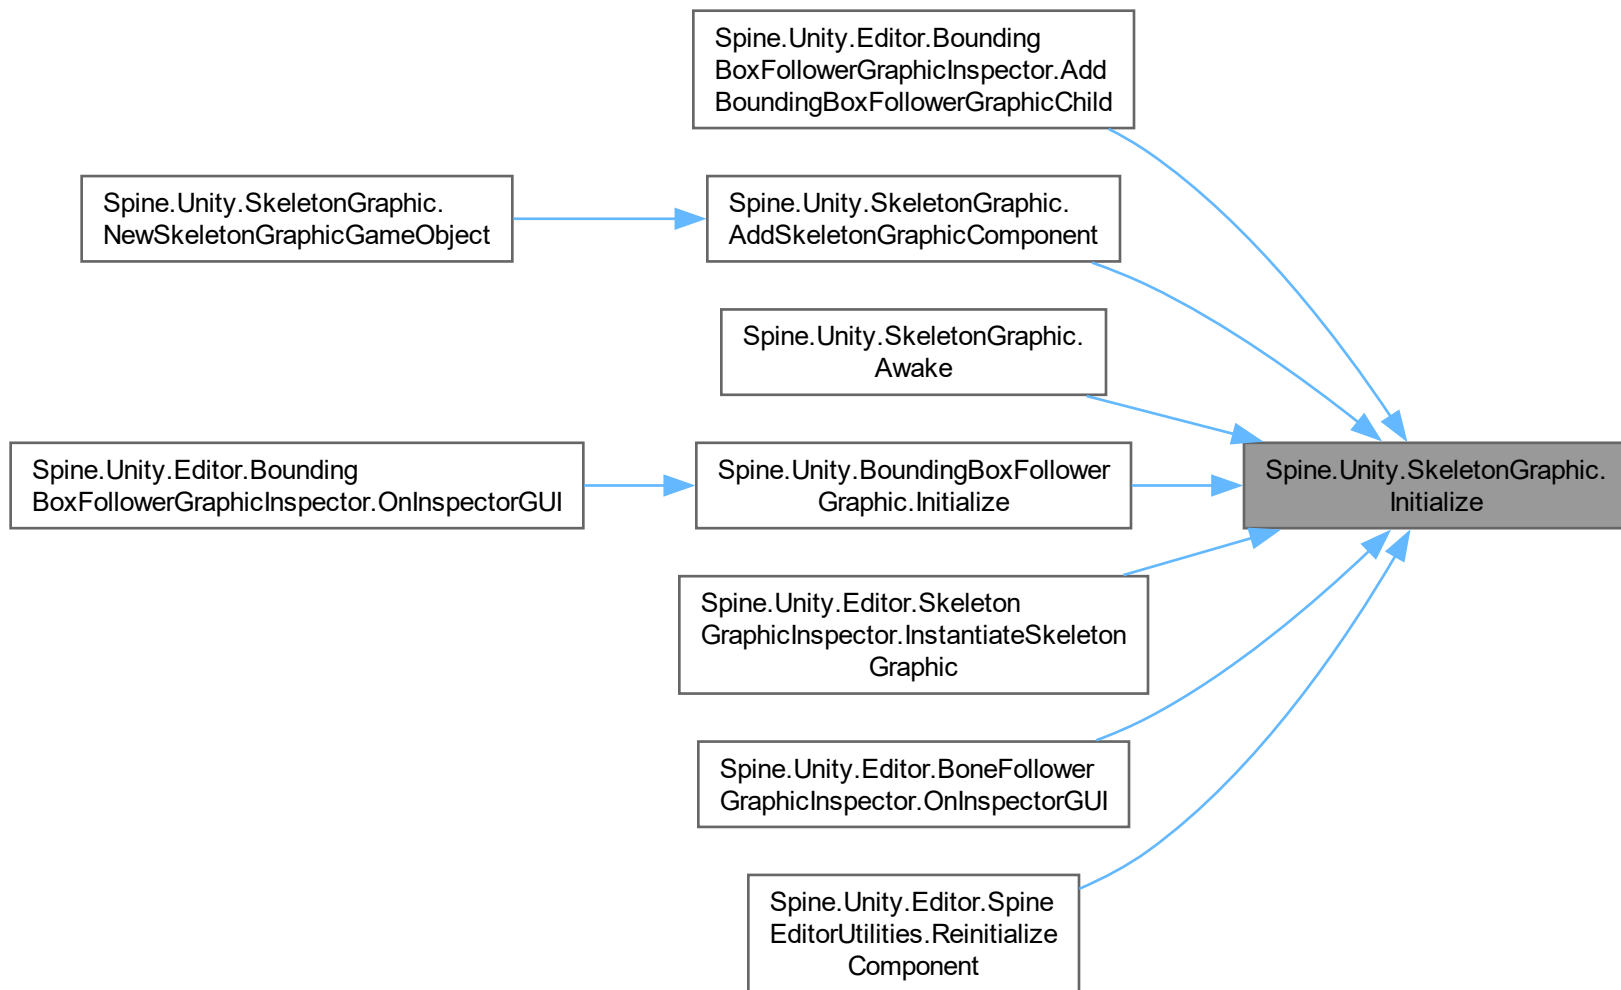 Spine.Unity.Editor.Bounding
BoxFollowerGraphicInspector.Add
BoundingBoxFollowerGraphicChild
Spine.Unity.SkeletonGraphic.
NewSkeletonGraphicGameObject
Spine.Unity.SkeletonGraphic.
AddSkeletonGraphicComponent
Spine.Unity.SkeletonGraphic.
Awake
Spine.Unity.Editor.Bounding
BoxFollowerGraphicInspector.OnInspectorGUI
Spine.Unity.BoundingBoxFollower
Graphic.Initialize
Spine.Unity.SkeletonGraphic.
Initialize
Spine.Unity.Editor.Skeleton
GraphicInspector.InstantiateSkeleton
Graphic
Spine.Unity.Editor.BoneFollower
GraphicInspector.OnInspectorGUI
Spine.Unity.Editor.Spine
EditorUtilities.Reinitialize
Component